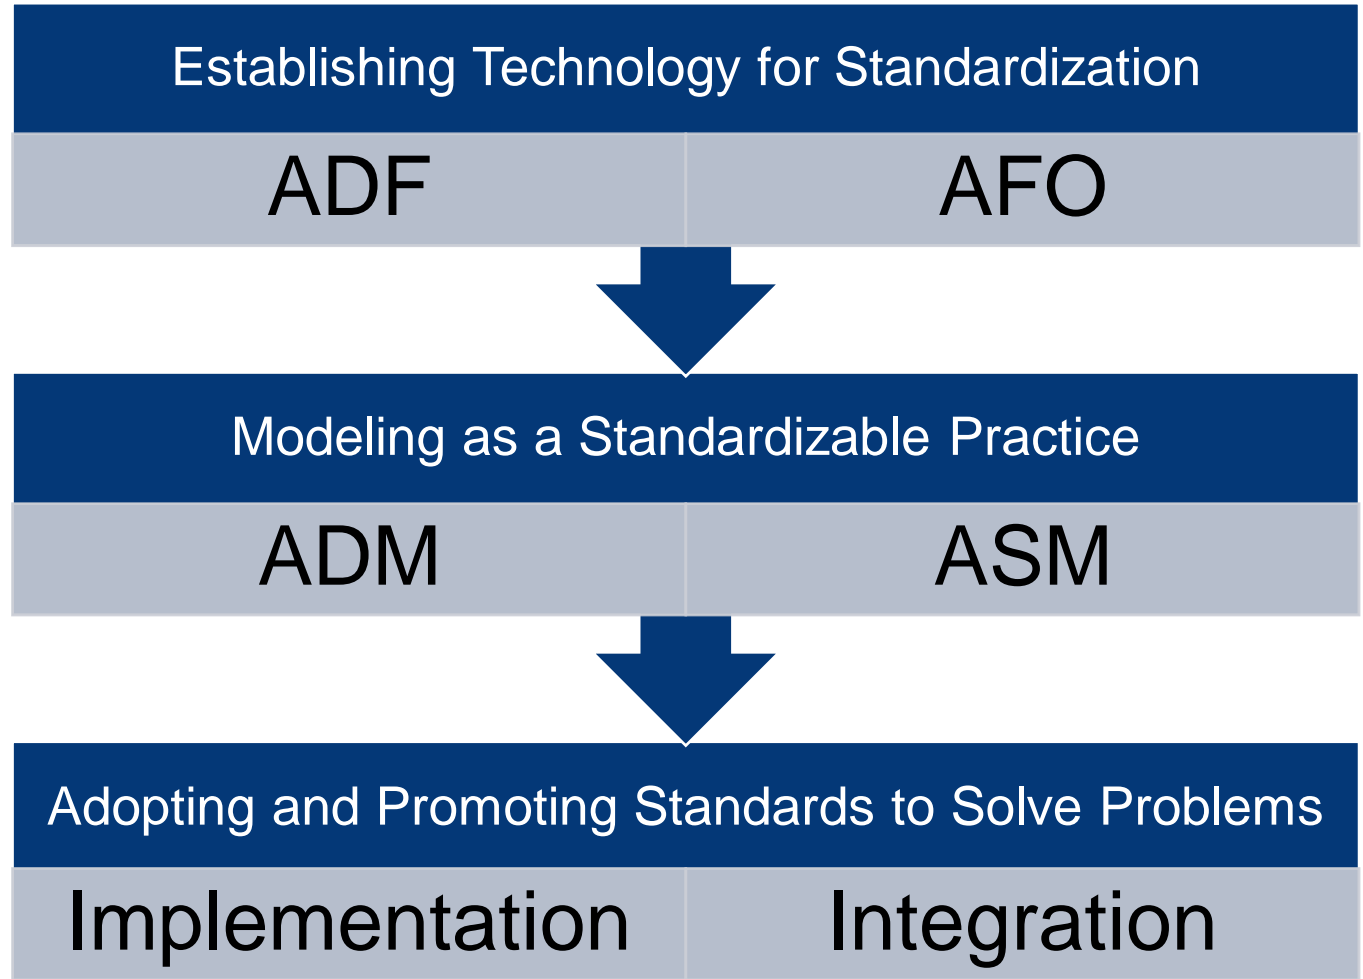 Establishing Technology for Standardization
ADF AFO
Modeling as a Standardizable Practice
ADM ASM
Adopting and Promoting Standards to Solve Problems
Implementation Integration